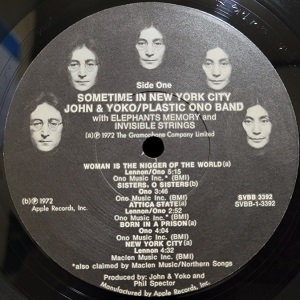 Side One
SOMETIME IN NEW YORK CITY
JOHN & YOKO/PLASTIC ONO BAND
with ELEPHANTS MEMORY and
INVISIBLE STRINGS
(A)Ⓟ 1972 The Gramophone Company Limited
WOMAN IS THE NIGGER OF THE WORLD(a)
Lennon/Ono 5:15
Ono Music Inc.* (BMI)
SISTERS, O SISTERS(b)
Ono 3:45
Ono Music Inc. (BMI)
ATTICA STATE(a)
(b)Ⓟ 1972
Apple Records, Inc.
Lennon/Ono 2:52
SVBB 3392
SVBB-1-3392
Ono Music Inc.* (BMI)
BORN IN A PRISON(a)
Ono 4:04
Ono Music Inc. (BMI)
NEW YORK CITY(a)
Lennon 4:32
Maclen Music Inc. (BMI)
*also claimed by Maclen Music/Northern Songs
Produced by: John & Yoko and
Phil Spector
Manufactured by Apple Records, Inc.